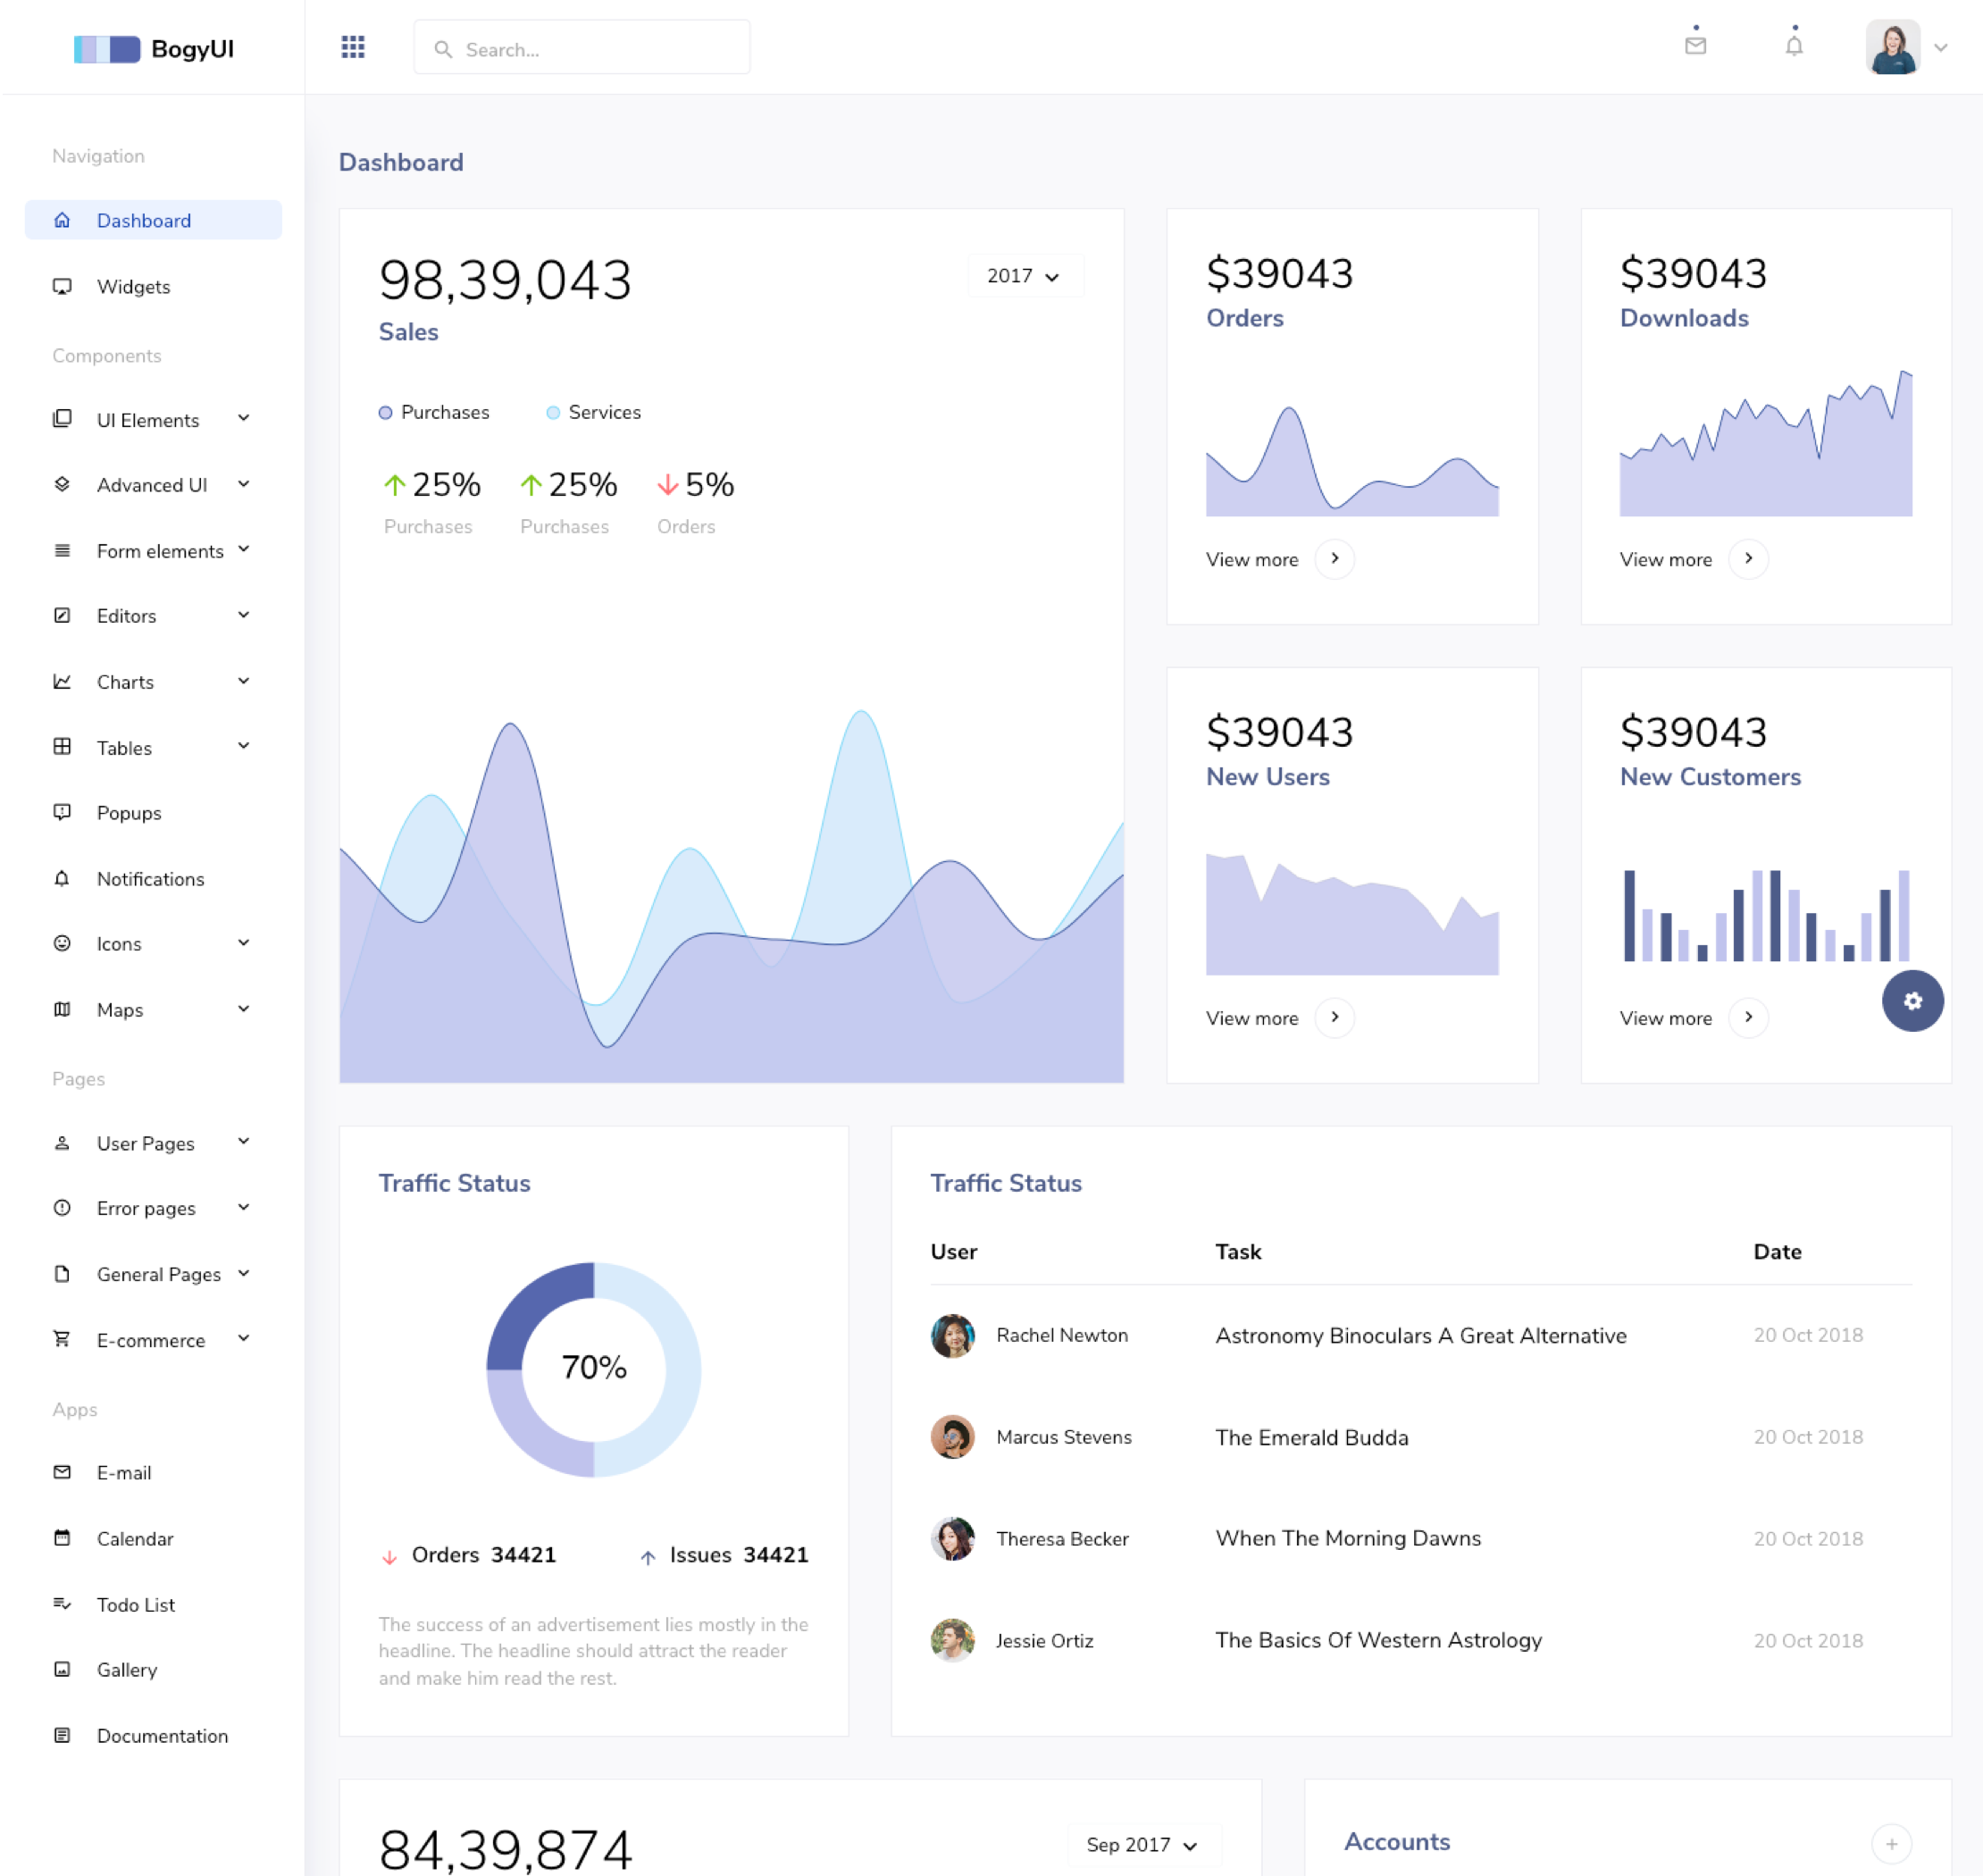 BogyUI
Search...
Navigation
Dashboard
Widgets
Components
UI Elements
Advanced UI
Form elements
Editors
Charts
Tables
Popups
Notifications
Icons
Maps
Pages
User Pages
Error pages
General Pages
E-commerce
Apps
E-mail
Calendar
Todo List
Gallery
Documentation
Dashboard
98,39,043
2017
Sales
Purchases Services
25% 25% 5%
Purchases Purchases Orders
$39043
Orders
View more
$39043
Downloads
View more
$39043
New Users
View more
$39043
New Customers
View more
Traffic Status
70%
Orders 34421 Issues 34421
The success of an advertisement lies mostly in the
headline. The headline should attract the reader
and make him read the rest.
Traffic Status
User Task Date
Rachel Newton Astronomy Binoculars A Great Alternative 20 Oct 2018
Marcus Stevens The Emerald Budda 20 Oct 2018
Theresa Becker When The Morning Dawns 20 Oct 2018
Jessie Ortiz The Basics Of Western Astrology 20 Oct 2018
84,39,874
Sep 2017
Accounts